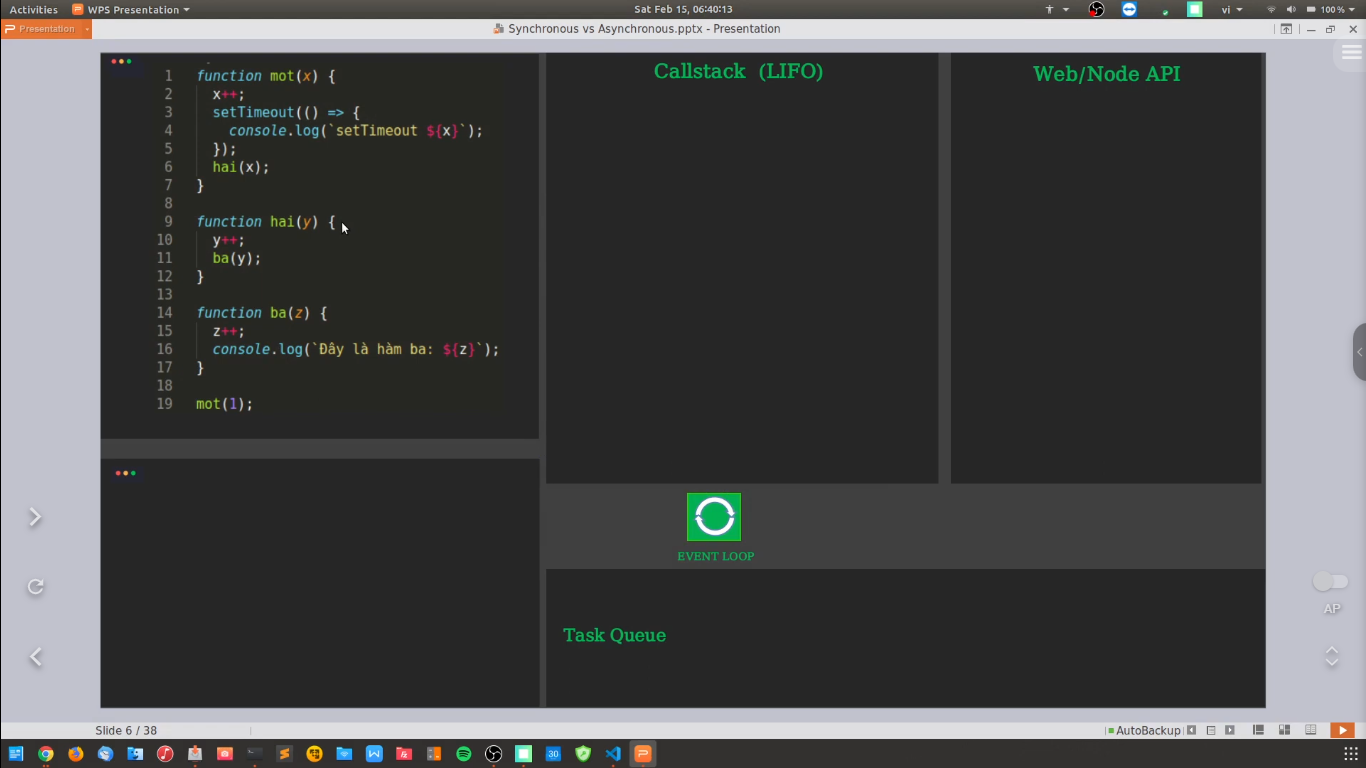 Activities
WPS Presentation
Sat Feb 15, 06:40:13
vi
100 %
Presentation
Synchronous vs Asynchronous.pptx - Presentation
1 function mot(x) {
2 x++;
3 setTimeout(() => {
4 console.log(`setTimeout ${x}`);
5 });
6 hai(x);
7 }
8
9 function hai(y) {
10 y++;
11 ba(y);
12 }
13
14 function ba(z) {
15 z++;
16 console.log(`Đây là hàm ba: ${z}`);
17 }
18
19 mot(1);
Callstack (LIFO)
Web/Node API
EVENT LOOP
Task Queue
AP
Slide 6 / 38
AutoBackup
30